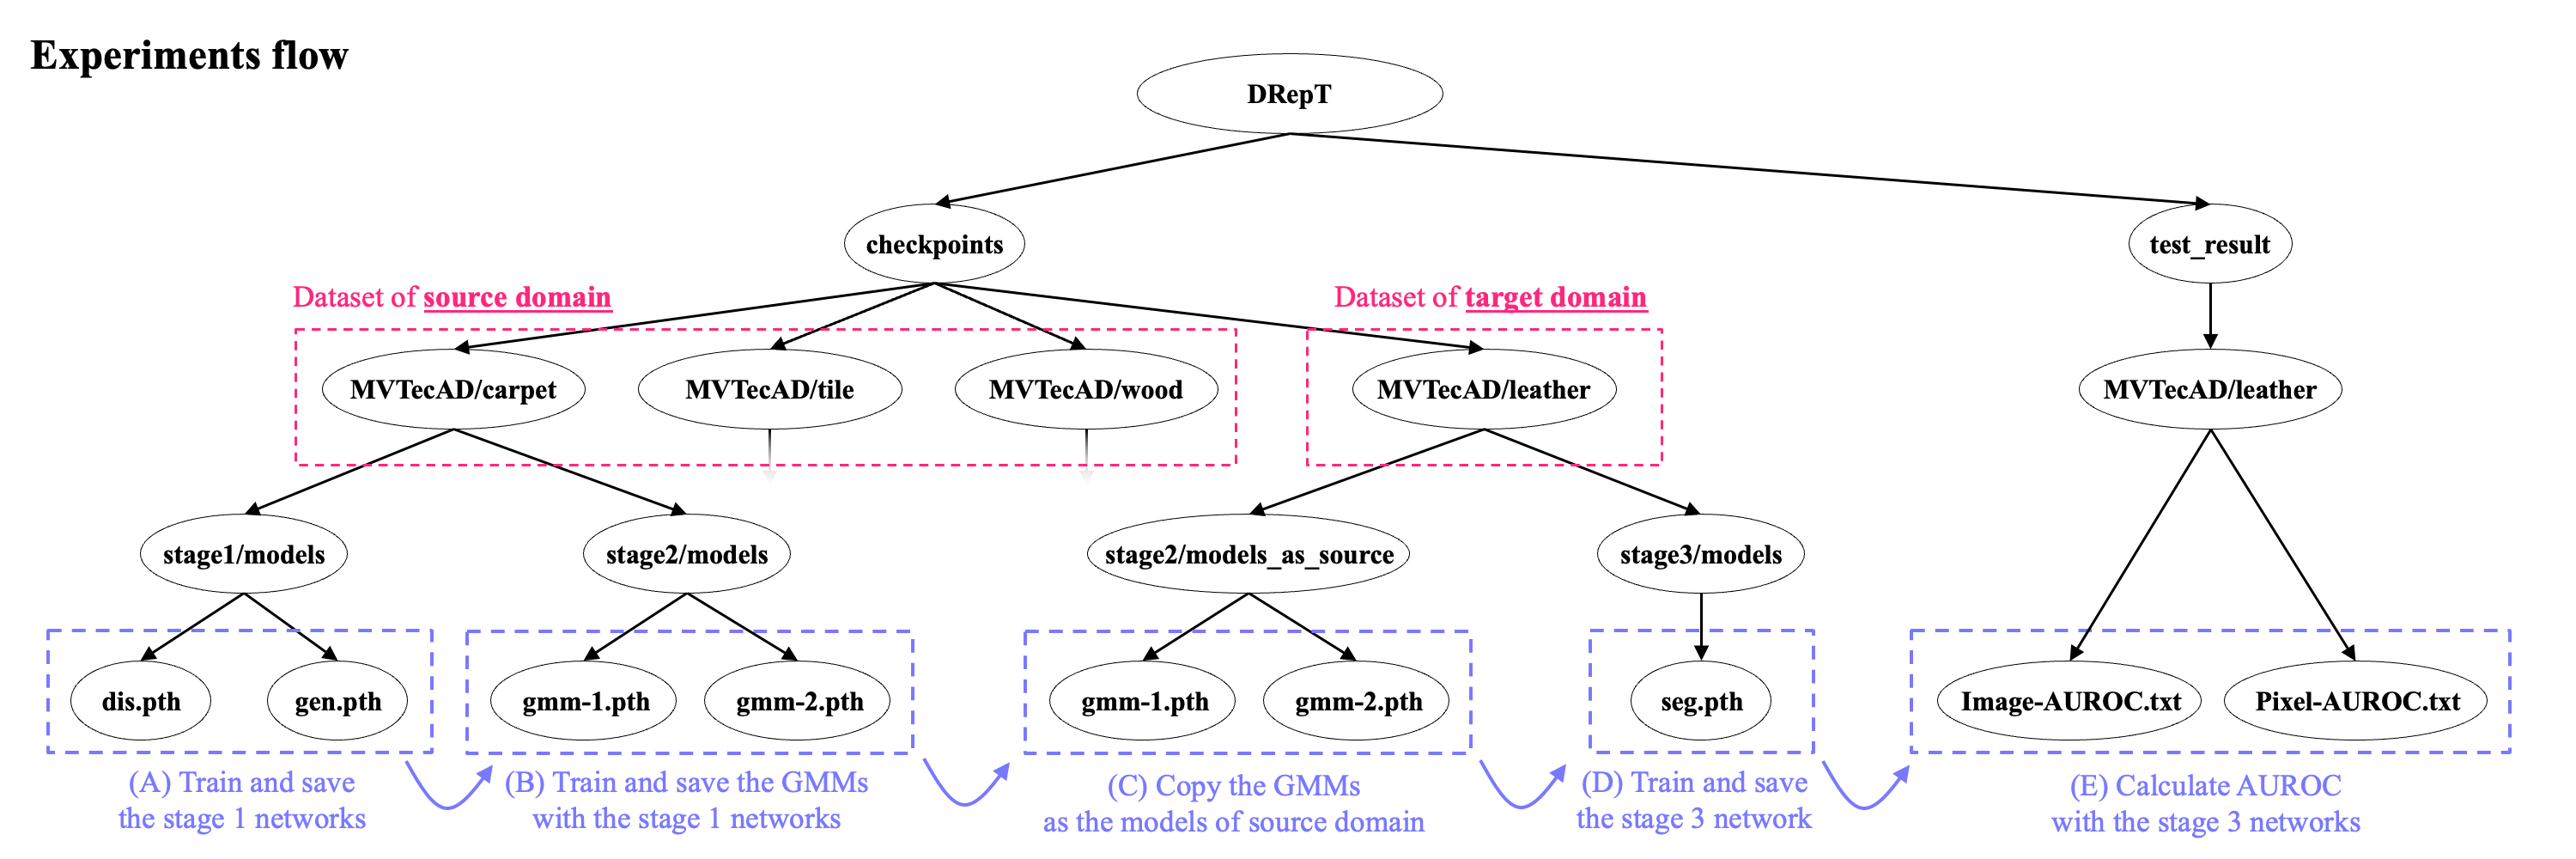 Experiments flow
DRepT
checkpoints
test_result
Dataset of source domain
Dataset of target domain
MVTecAD/carpet
MVTecAD/tile
MVTecAD/wood
MVTecAD/leather
MVTecAD/leather
stage1/models
stage2/models
stage2/models_as_source
stage3/models
dis.pth
gen.pth
gmm-1.pth
gmm-2.pth
gmm-1.pth
gmm-2.pth
seg.pth
Image-AUROC.txt
Pixel-AUROC.txt
(A) Train and save
the stage 1 networks
(B) Train and save the GMMs
with the stage 1 networks
(C) Copy the GMMs
as the models of source domain
(D) Train and save
the stage 3 network
(E) Calculate AUROC
with the stage 3 networks